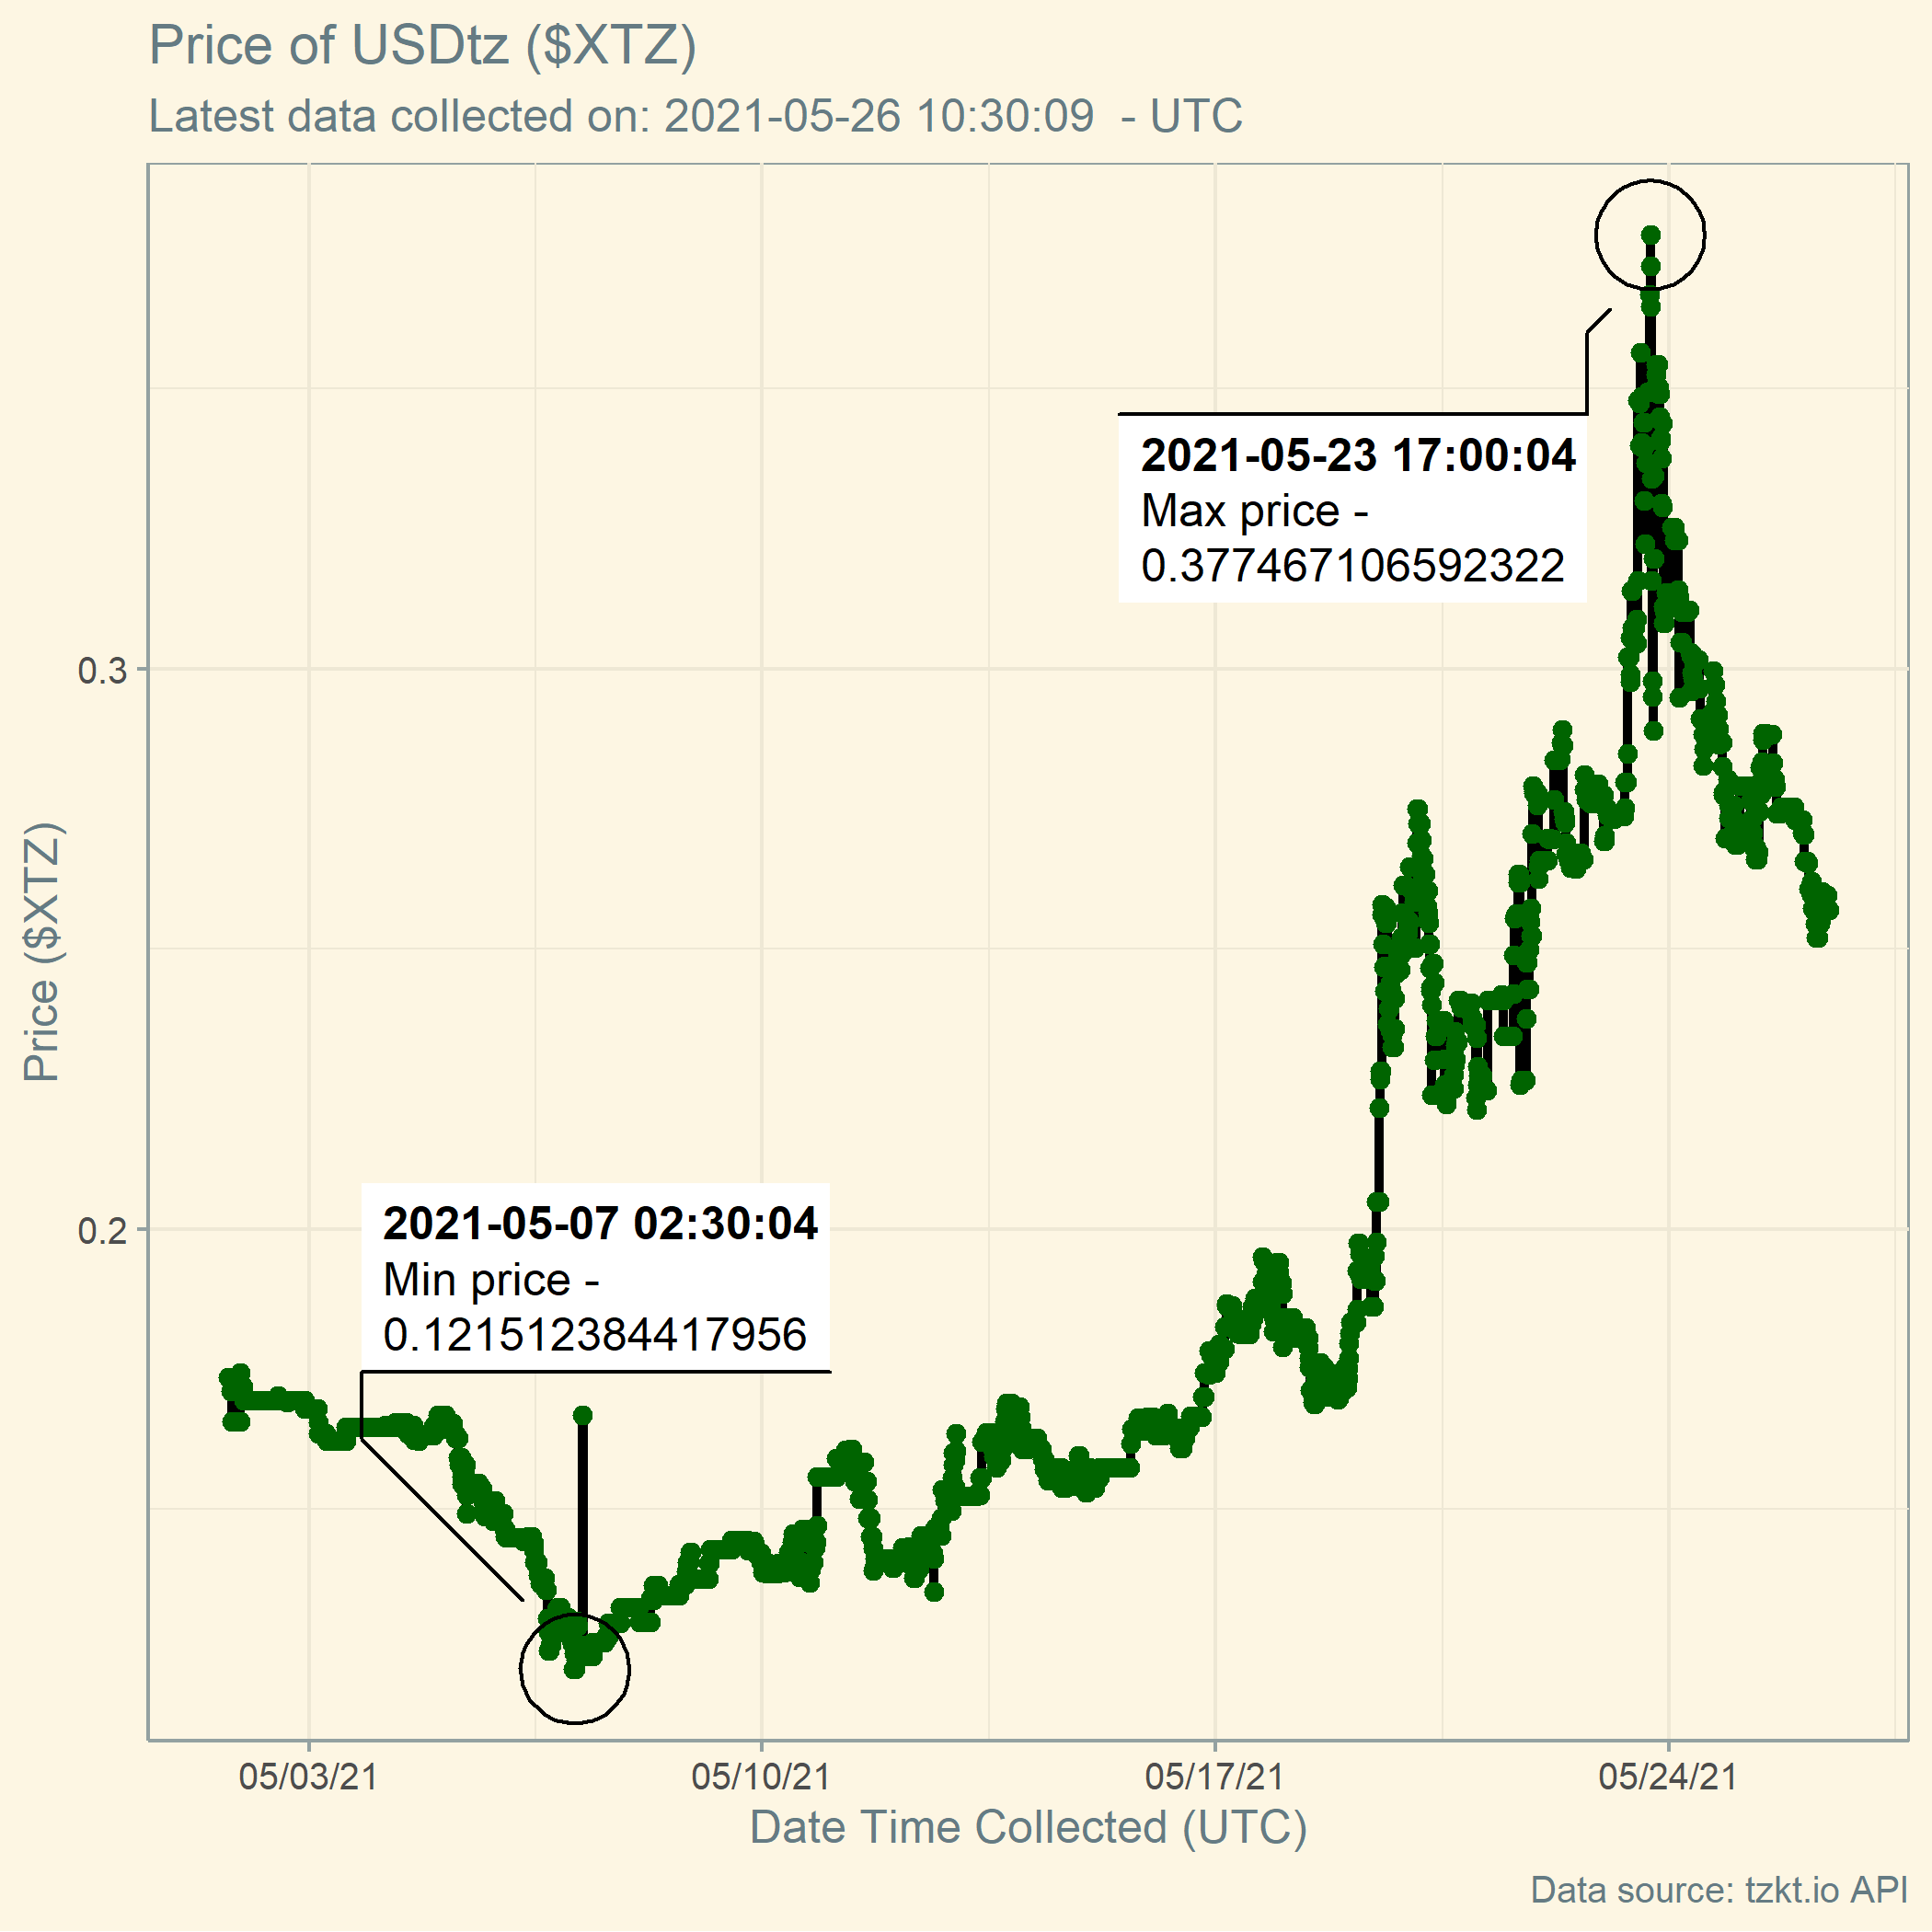 Price of USDtz ($XTZ)
Latest data collected on: 2021-05-26 10:30:09  - UTC
2021-05-23 17:00:04
Max price -
0.377467106592322
0.3
Price ($XTZ)
0.2
2021-05-07 02:30:04
Min price -
0.121512384417956
05/03/21
05/10/21
05/17/21
05/24/21
Date Time Collected (UTC)
Data source: tzkt.io API